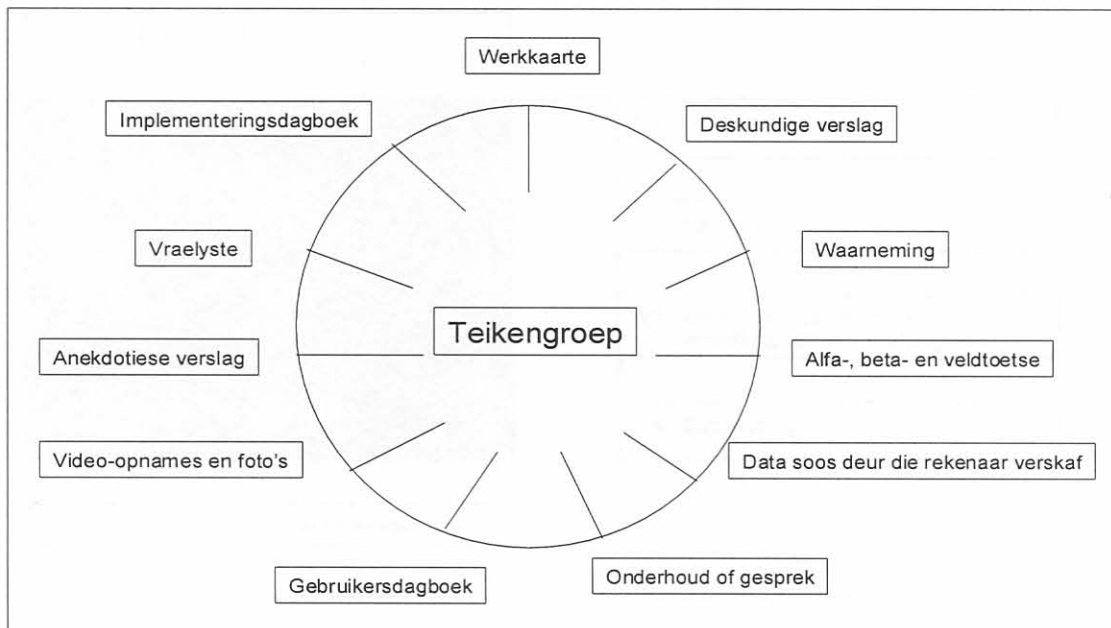 Werkkaarte
Implementeringsdagboek
Deskundige verslag
Vraelyste
Waarneming
Teikengroep
Anekdotiese verslag
Alfa-, beta- en veldtoetse
Video-opnames en foto's
Data soos deur die rekenaar verskaf
Gebruikersdagboek
Onderhoud of gesprek